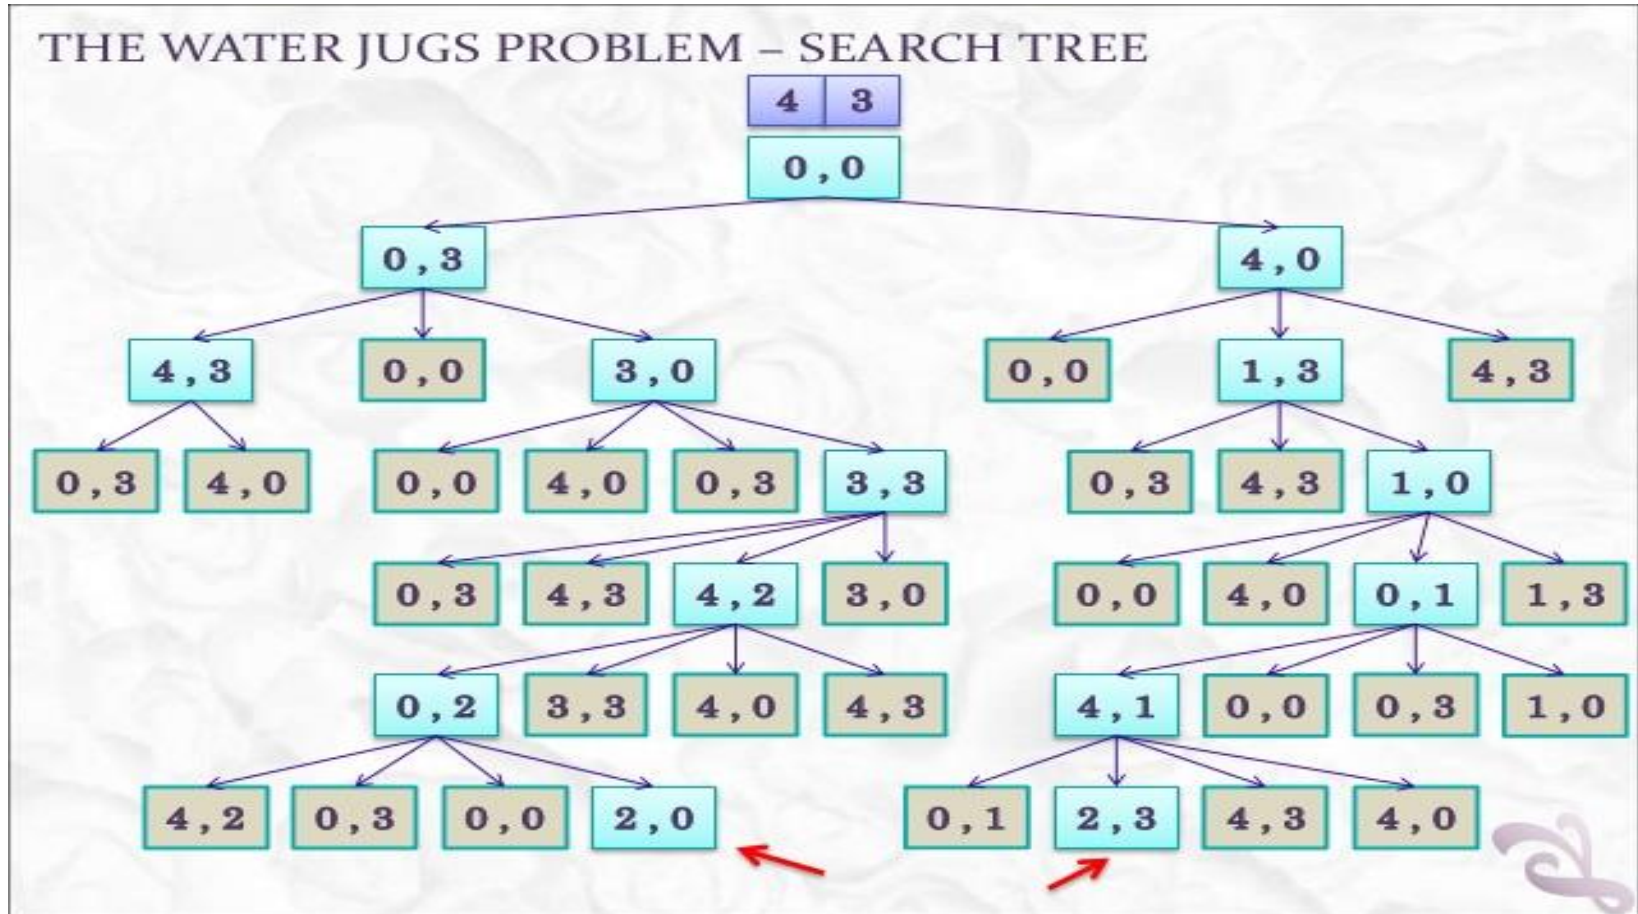 THE WATER JUGS PROBLEM – SEARCH TREE
4 3
0 , 0
0 , 3 4 , 0
4 , 3 0 , 0 3 , 0 0 , 0 1 , 3 4 , 3
0 , 3 4 , 0 0 , 0 4 , 0 0 , 3 3 , 3 0 , 3 4 , 3 1 , 0
0 , 3 4 , 3 4 , 2 3 , 0 0 , 0 4 , 0 0 , 1 1 , 3
0 , 2 3 , 3 4 , 0 4 , 3 4 , 1 0 , 0 0 , 3 1 , 0
4 , 2 0 , 3 0 , 0 2 , 0 0 , 1 2 , 3 4 , 3 4 , 0